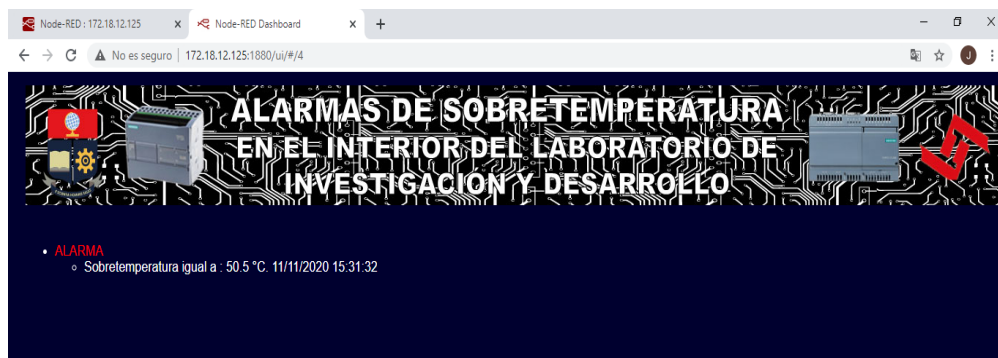 Node-RED : 172.18.12.125
Node-RED Dashboard
No es seguro | 172.18.12.125:1880/ui/#/4
J
ALARMAS DE SOBRETEMPERATURA
EN EL INTERIOR DEL LABORATORIO DE
INVESTIGACION Y DESARROLLO
ALARMA
Sobretemperatura igual a : 50.5 °C. 11/11/2020 15:31:32